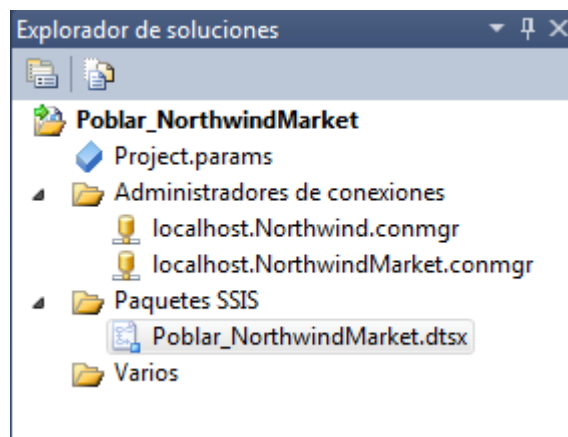 Explorador de soluciones
Poblar_NorthwindMarket
Project.params
Administradores de conexiones
localhost.Northwind.conmgr
localhost.NorthwindMarket.conmgr
Paquetes SSIS
Poblar_NorthwindMarket.dtsx
Varios